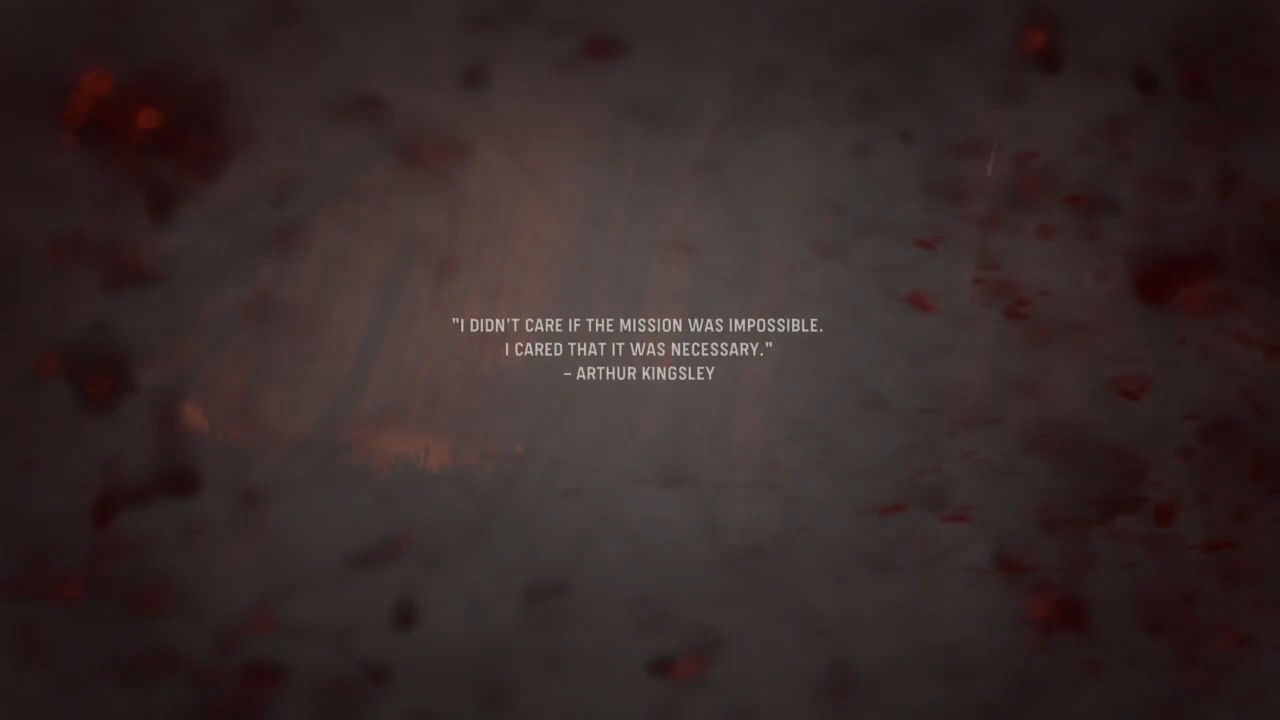 "I DIDN'T CARE IF THE MISSION WAS IMPOSSIBLE.
I CARED THAT IT WAS NECESSARY."
– ARTHUR KINGSLEY